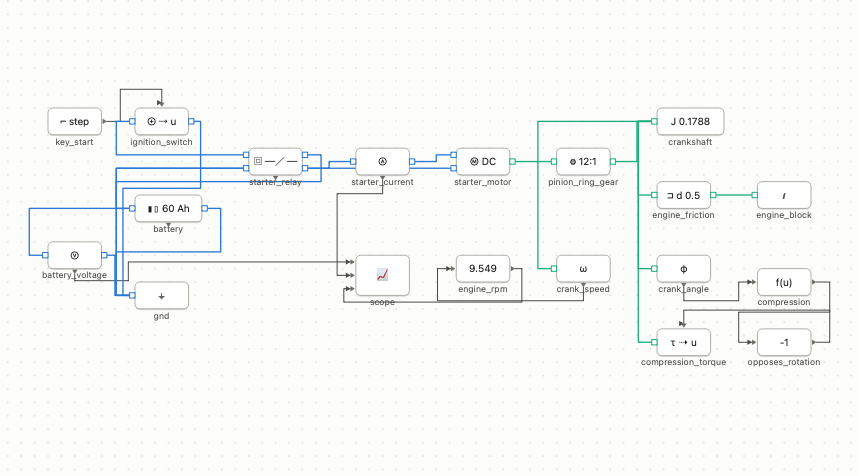 ⌐ step
key_start
⊕ ⇢ u
ignition_switch
starter_relay
A
starter_current
M DC
starter_motor
12:1
pinion_ring_gear
J 0.1788
crankshaft
60 Ah
battery
d 0.5
engine_friction
engine_block
V
battery_voltage
gnd
scope
9.549
engine_rpm
ω
crank_speed
ϕ
crank_angle
f(u)
compression
τ ⇢ u
compression_torque
-1
opposes_rotation